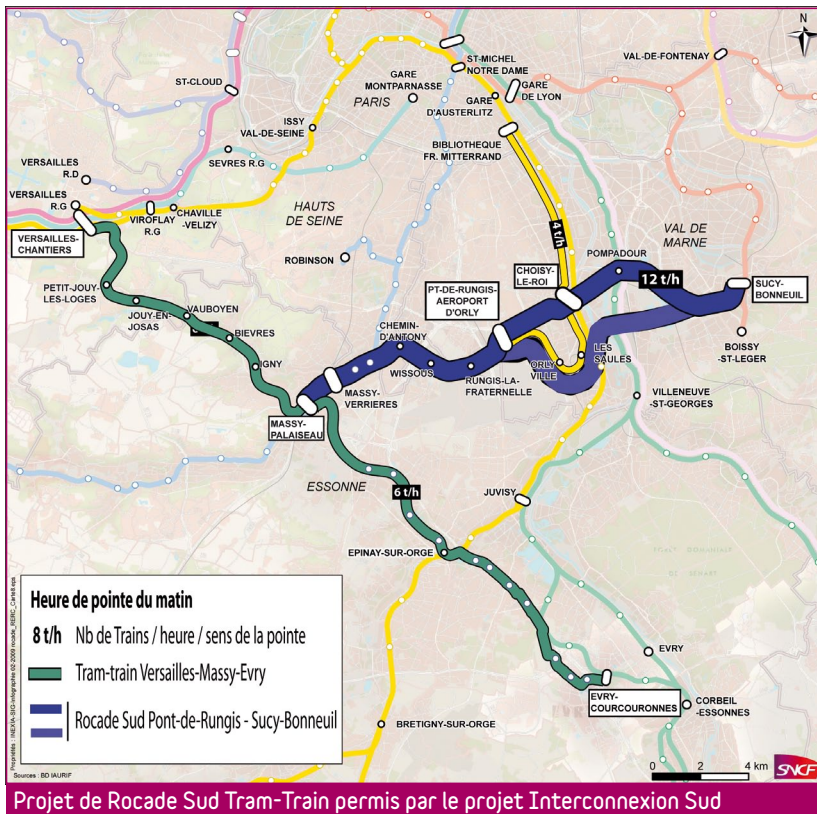 N
ST-MICHEL
NOTRE DAME
VAL-DE-FONTENAY
GARE
MONTPARNASSE
GARE
DE LYON
ST-CLOUD
PARIS
GARE
D'AUSTERLITZ
ISSY
VAL-DE-SEINE
BIBLIOTHEQUE
FR. MITTERRAND
SEVRES R.G
VERSAILLES
R.D
VERSAILLES
R.G
HAUTS
DE SEINE
VIROFLAY
R.G
CHAVILLE
-VELIZY
VERSAILLES-
CHANTIERS
4 t/h
VAL DE
MARNE
POMPADOUR
ROBINSON
CHOISY-
LE-ROI
12 t/h
SUCY-
BONNEUIL
PT-DE-RUNGIS-
AEROPORT
D'ORLY
PETIT-JOUY-
LES-LOGES
JOUY-EN-
JOSAS
VAUBOYEN
BIEVRES
CHEMIN-
D'ANTONY
BOISSY
-ST-LEGER
IGNY
WISSOUS
ORLY
VILLE
LES
SAULES
RUNGIS-LA-
FRATERNELLE
MASSY-
VERRIERES
VILLENEUVE
-ST-GEORGES
MASSY-
PALAISEAU
ESSONNE
6 t/h
JUVISY
EPINAY-SUR-ORGE
EVRY
EVRY-
COURCOURONNES
CORBEIL
-ESSONNES
BRETIGNY-SUR-ORGE
Heure de pointe du matin
8 t/h Nb de Trains / heure / sens de la pointe
Tram-train Versailles-Massy-Evry
Rocade Sud Pont-de-Rungis - Sucy-Bonneuil
Sources : BD IAURIF
0 2 4 km
SNCF
Projet de Rocade Sud Tram-Train permis par le projet Interconnexion Sud